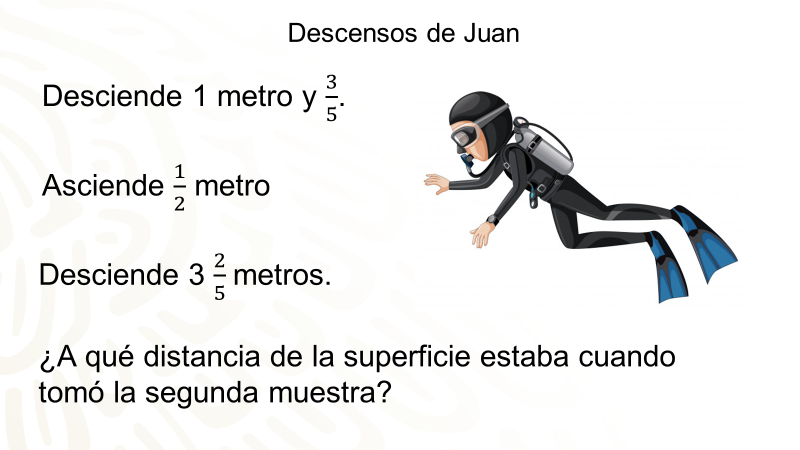 Descensos de Juan
Desciende 1 metro y 3/5.
Asciende 1/2 metro
Desciende 3 2/5 metros.
¿A qué distancia de la superficie estaba cuando
tomó la segunda muestra?